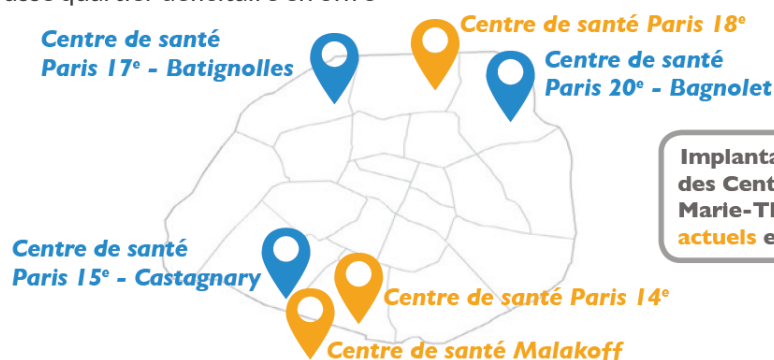 Centre de santé
Paris 17e - Batignolles
Centre de santé Paris 18e
Centre de santé
Paris 20e - Bagnolet
Implanta
des Cent
Marie-Th
actuels e
Centre de santé
Paris 15e - Castagnary
Centre de santé Paris 14e
Centre de santé Malakoff